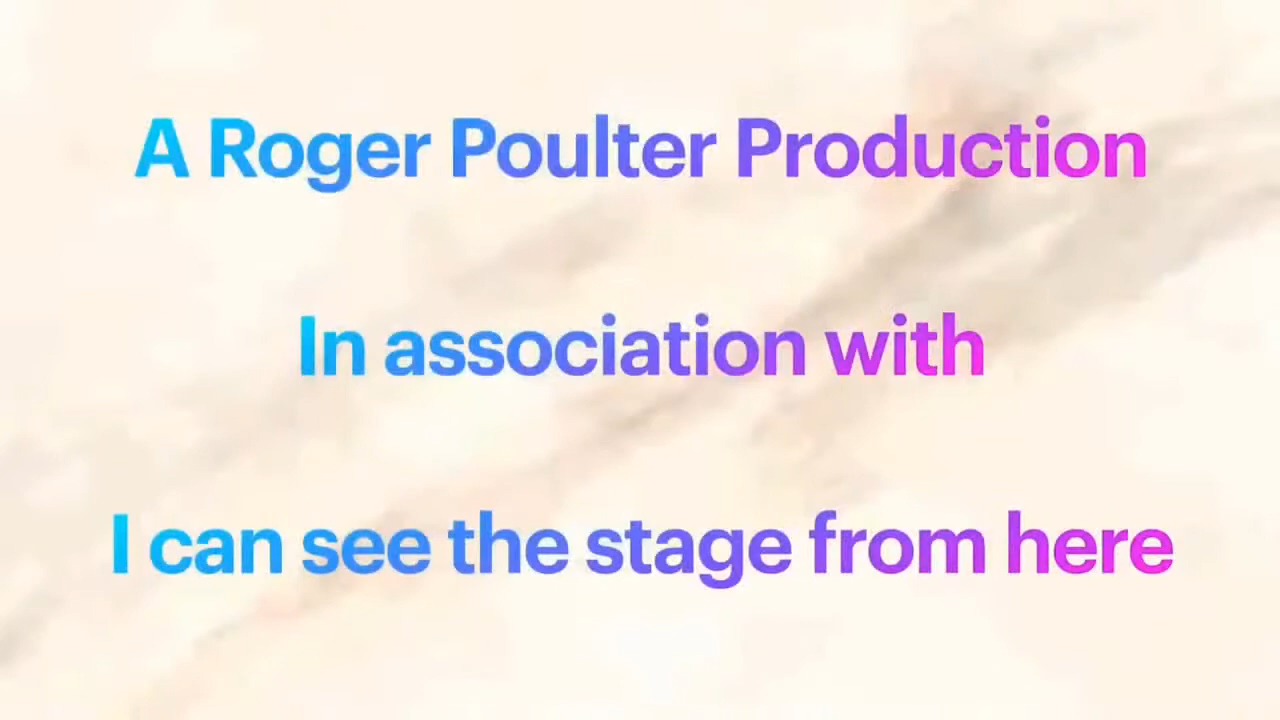 A Roger Poulter Production
In association with
I can see the stage from here